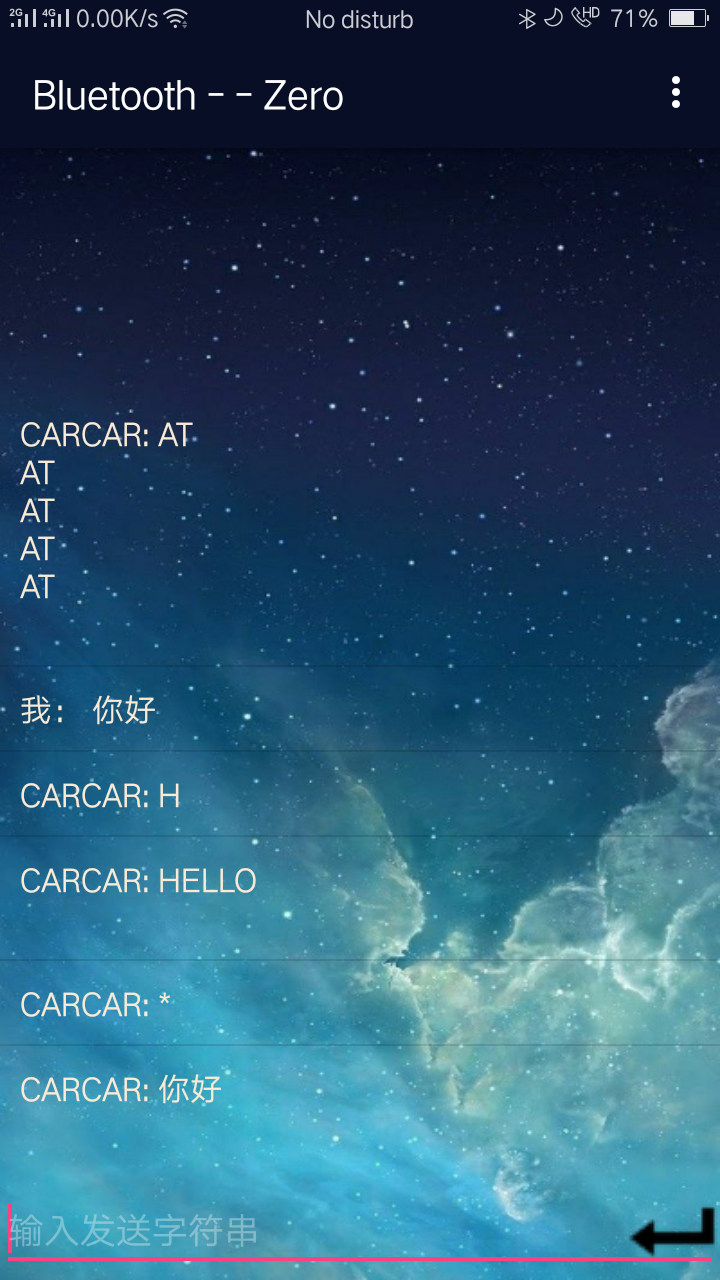 2G 4G 0.00K/s No disturb HD 71%
Bluetooth - - Zero
CARCAR: AT
AT
AT
AT
AT
我: 你好
CARCAR: H
CARCAR: HELLO
CARCAR: *
CARCAR: 你好
输入发送字符串